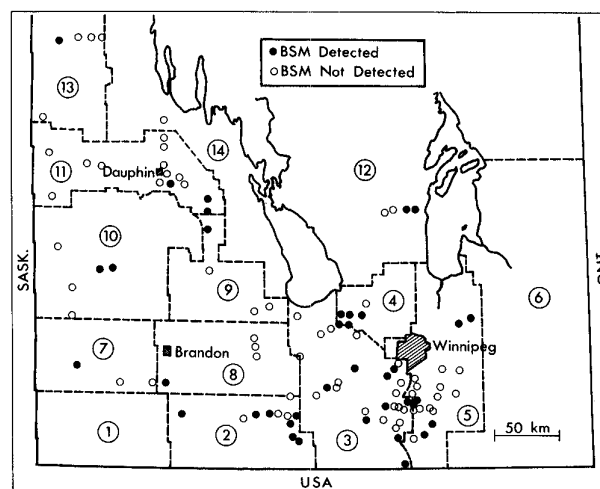 ● BSM Detected
○ BSM Not Detected
13
14
11
Dauphin
12
10
SASK.
ONT.
9
4
6
7
Brandon
Winnipeg
8
5
1
2
3
50 km
USA